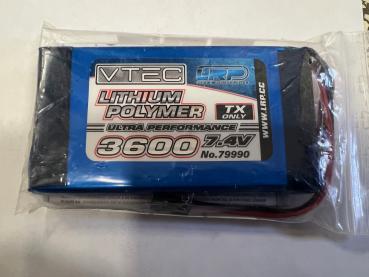 VTEC LRP
LITHIUM
POLYMER
TX
ONLY
ULTRA PERFORMANCE
3600 7.4V
No.79990
WWW.LRP.CC